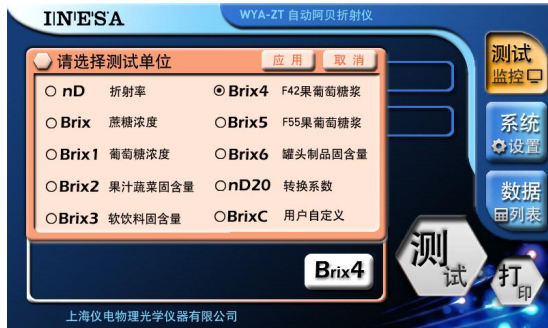 INESA
WYA-ZT 自动阿贝折射仪
请选择测试单位
应 用
取 消
nD 折射率
Brix4 F42果葡萄糖浆
Brix 蔗糖浓度
Brix5 F55果葡萄糖浆
Brix1 葡萄糖浓度
Brix6 罐头制品固含量
Brix2 果汁蔬菜固含量
nD20 转换系数
Brix3 软饮料固含量
BrixC 用户自定义
测试
监控
系统
设置
数据
列表
Brix4
测试
打印
上海仪电物理光学仪器有限公司